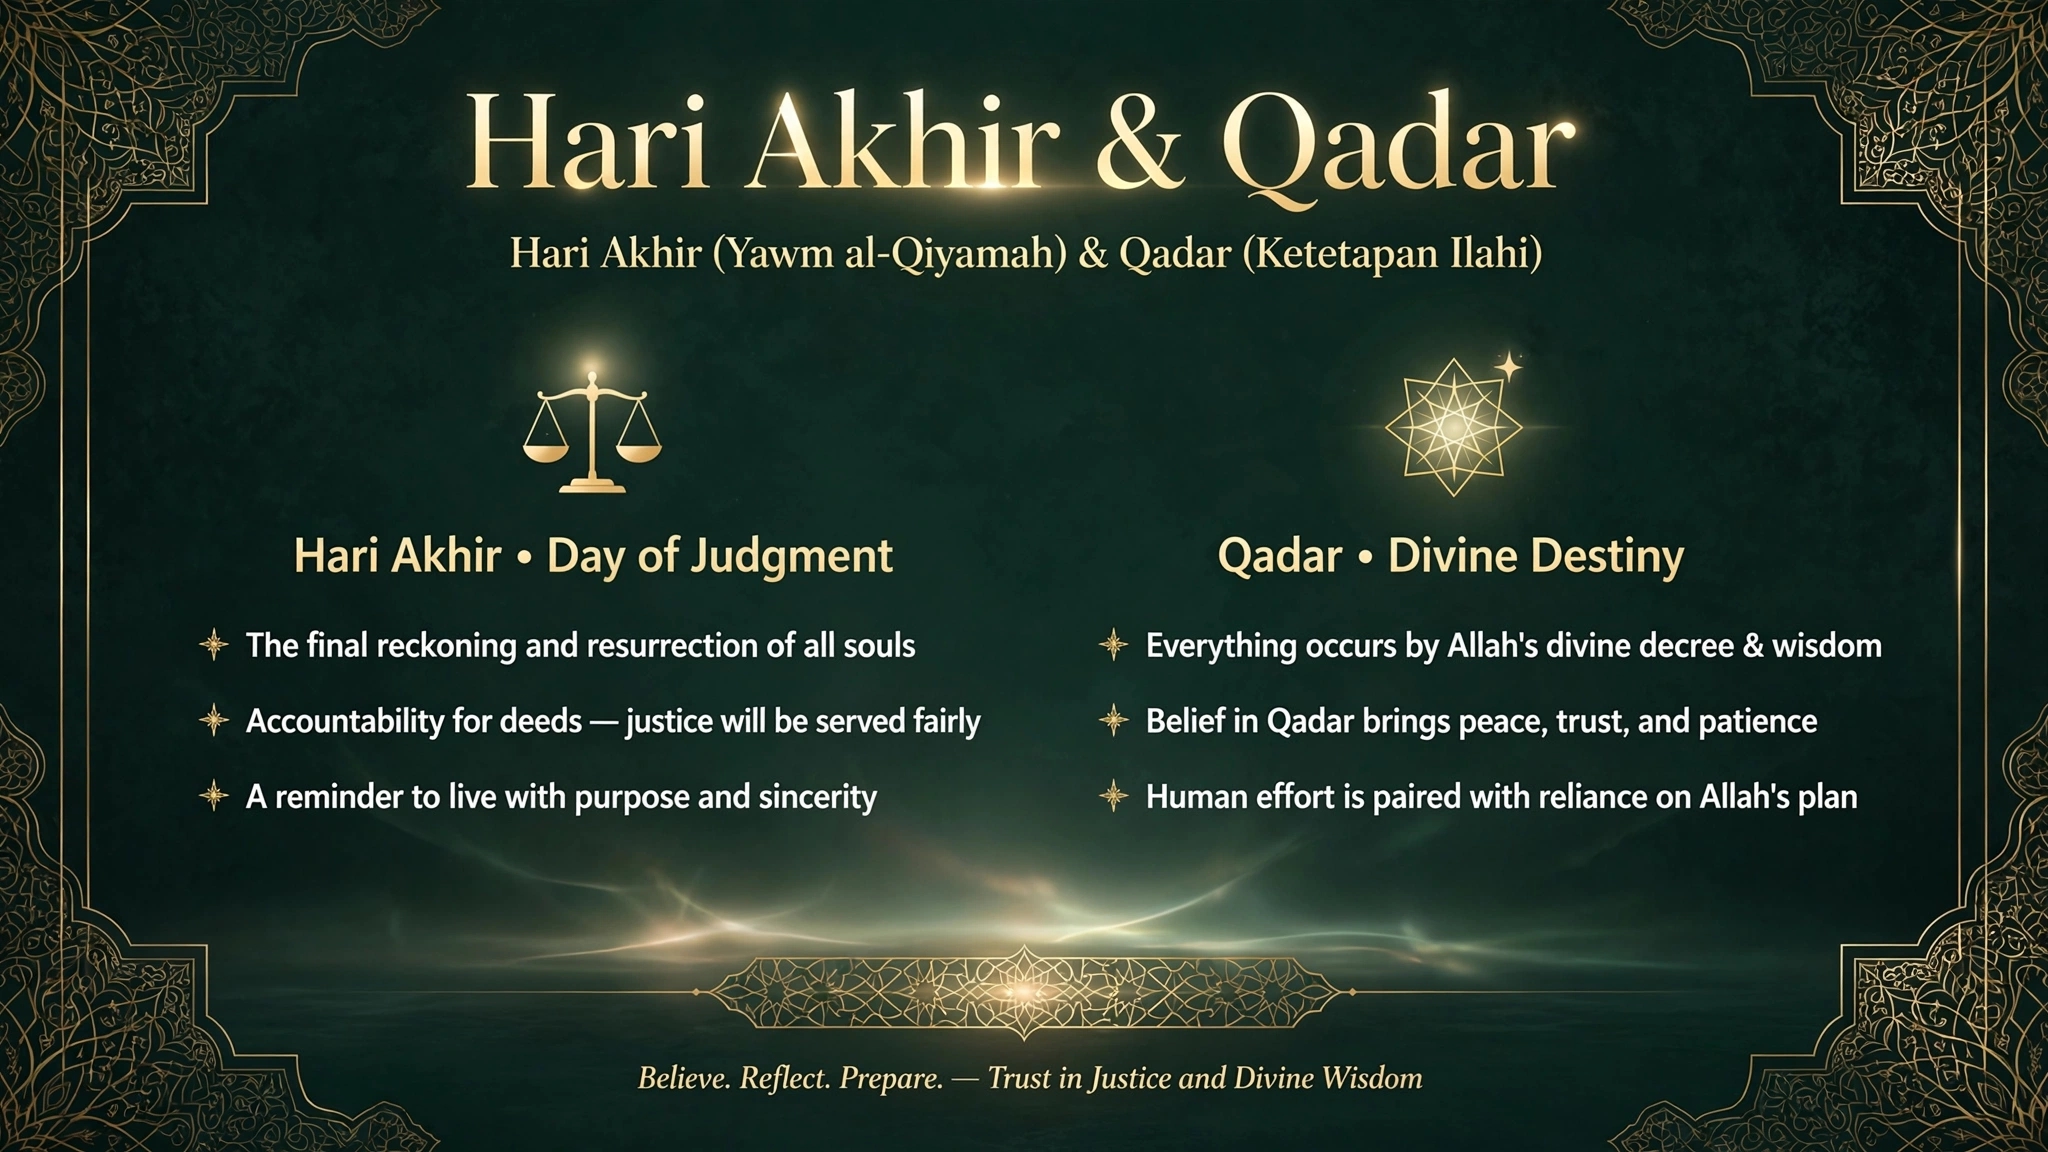 Hari Akhir & Qadar
Hari Akhir (Yawm al-Qiyamah) & Qadar (Ketetapan Ilahi)
Hari Akhir • Day of Judgment
The final reckoning and resurrection of all souls
Accountability for deeds — justice will be served fairly
A reminder to live with purpose and sincerity
Qadar • Divine Destiny
Everything occurs by Allah's divine decree & wisdom
Belief in Qadar brings peace, trust, and patience
Human effort is paired with reliance on Allah's plan
Believe. Reflect. Prepare. — Trust in Justice and Divine Wisdom